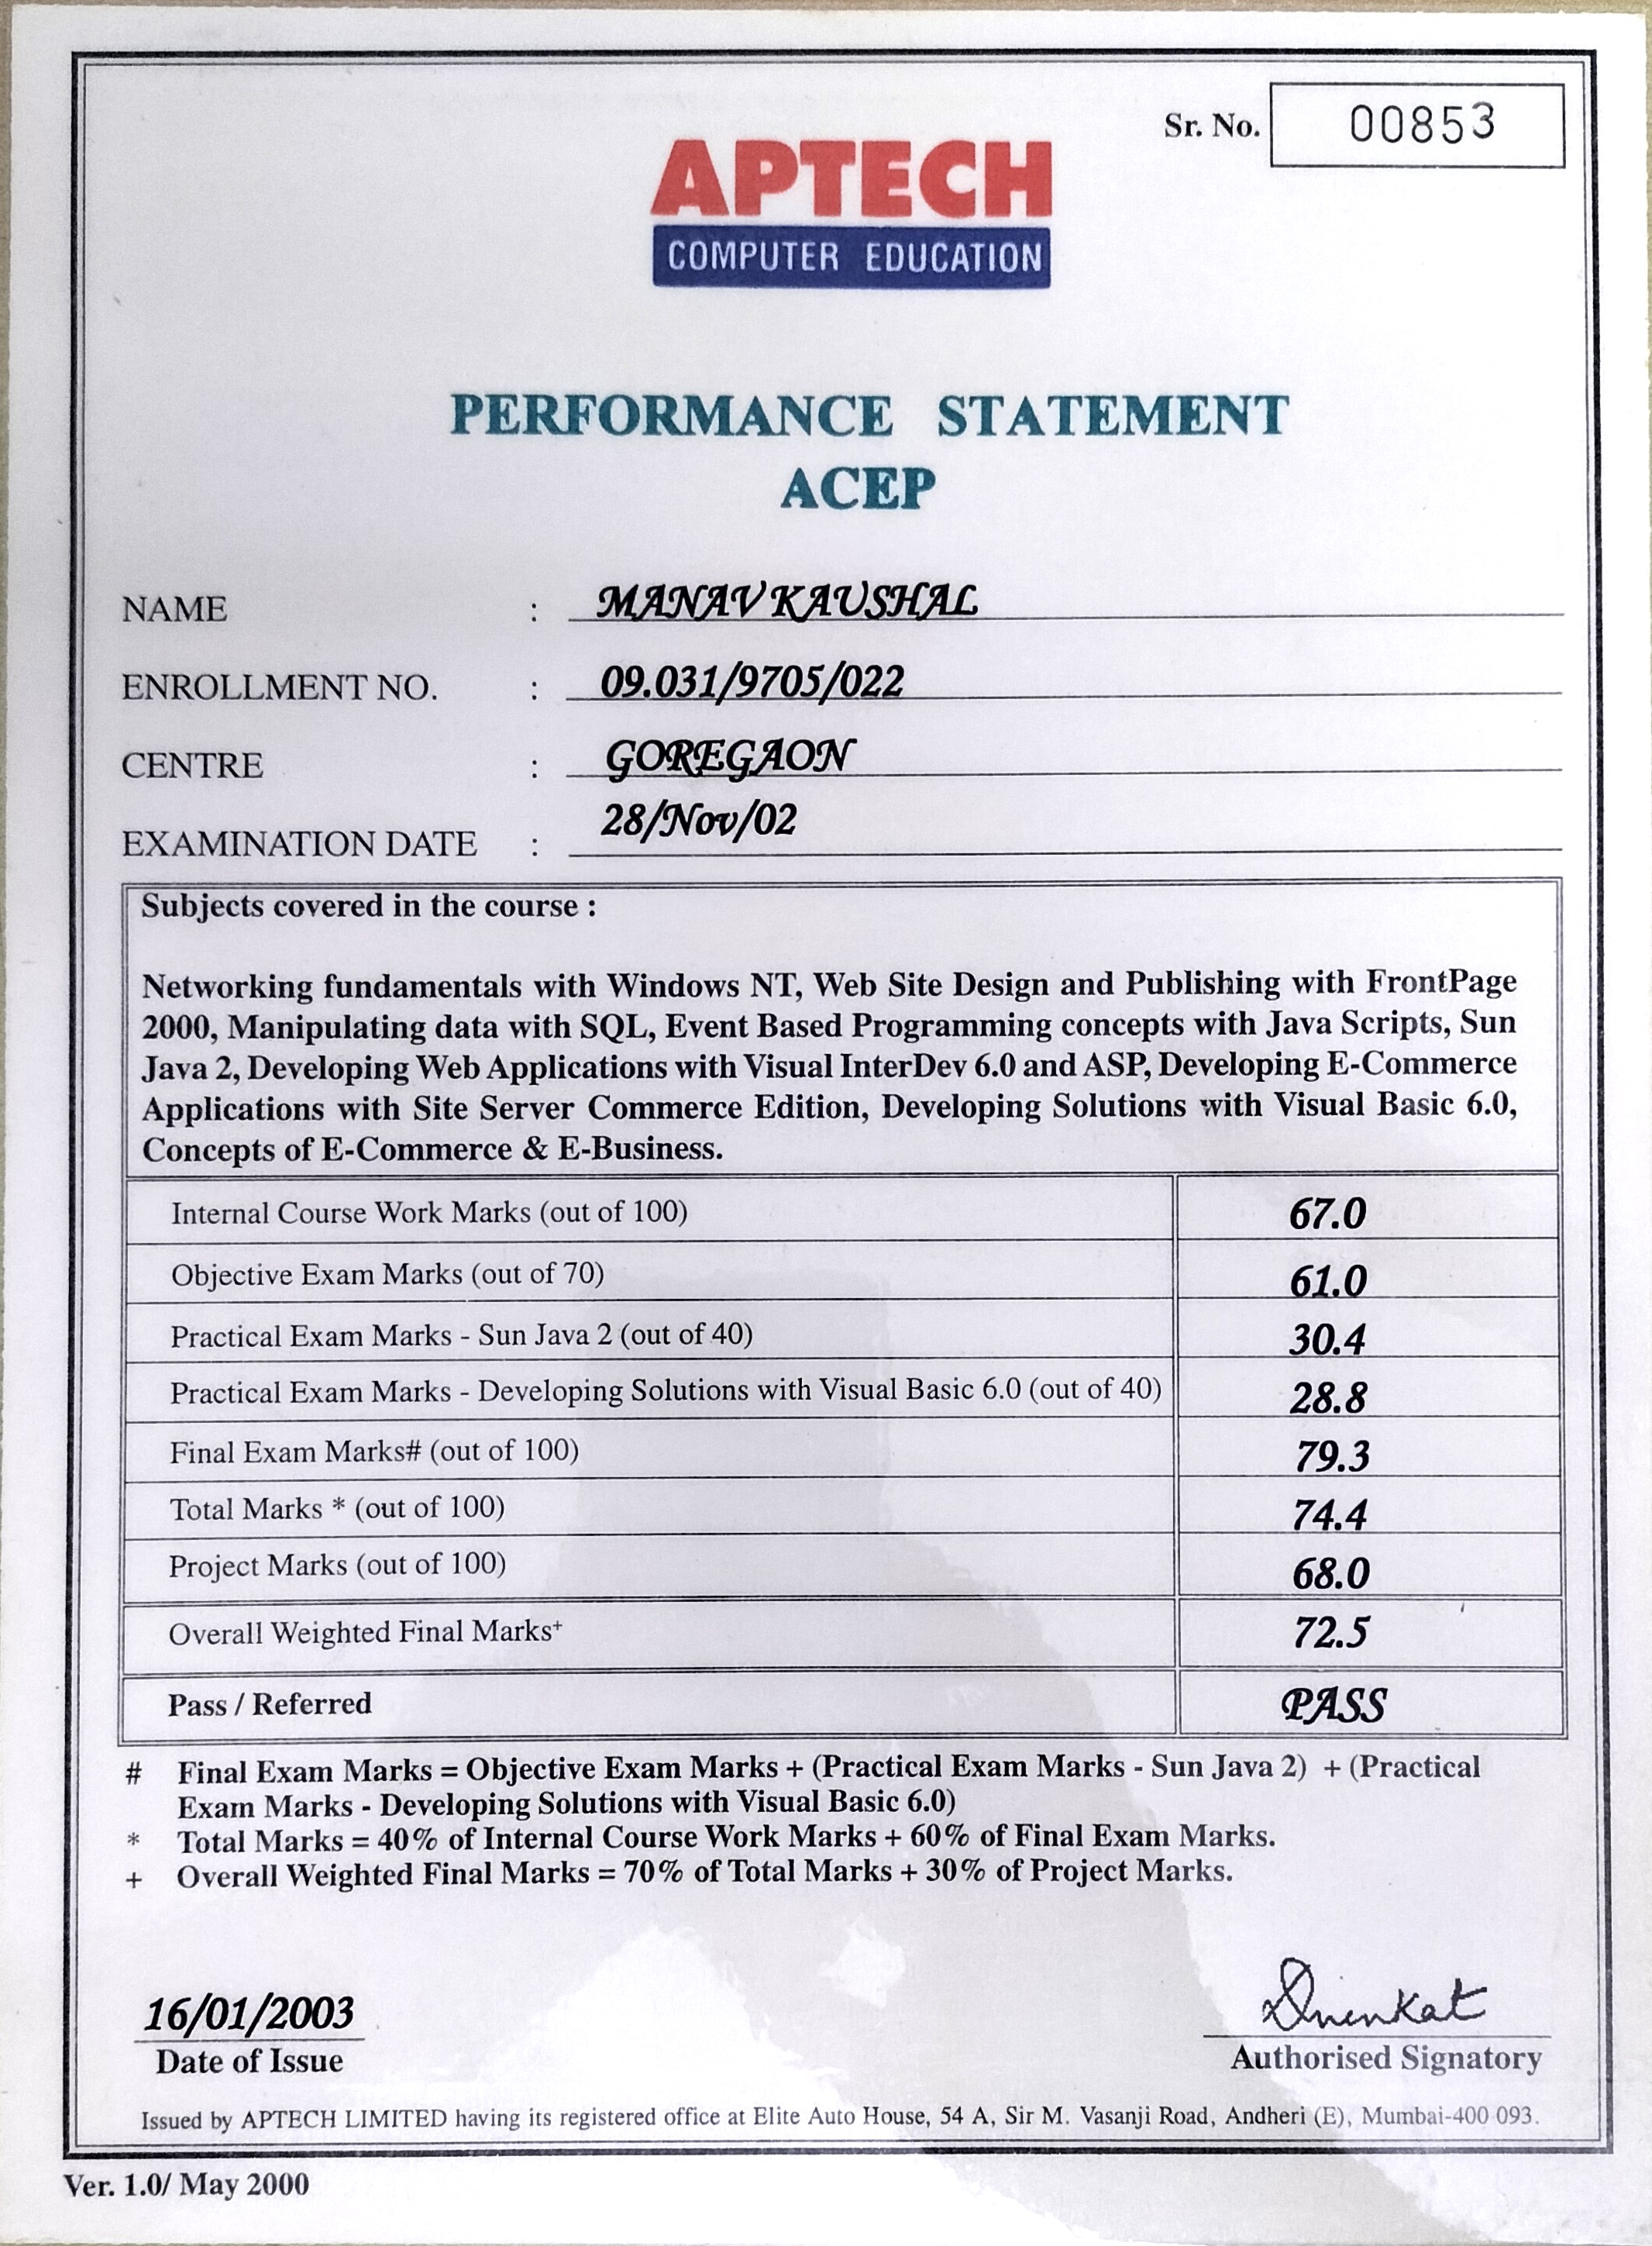 Sr. No. 00853
APTECH
COMPUTER EDUCATION
PERFORMANCE STATEMENT
ACEP
NAME : MANAV KAUSHAL
ENROLLMENT NO. : 09.031/9705/022
CENTRE : GOREGAON
EXAMINATION DATE : 28/Nov/02
Subjects covered in the course :
Networking fundamentals with Windows NT, Web Site Design and Publishing with FrontPage
2000, Manipulating data with SQL, Event Based Programming concepts with Java Scripts, Sun
Java 2, Developing Web Applications with Visual InterDev 6.0 and ASP, Developing E-Commerce
Applications with Site Server Commerce Edition, Developing Solutions with Visual Basic 6.0,
Concepts of E-Commerce & E-Business.
Internal Course Work Marks (out of 100) 67.0
Objective Exam Marks (out of 70) 61.0
Practical Exam Marks - Sun Java 2 (out of 40) 30.4
Practical Exam Marks - Developing Solutions with Visual Basic 6.0 (out of 40) 28.8
Final Exam Marks# (out of 100) 79.3
Total Marks * (out of 100) 74.4
Project Marks (out of 100) 68.0
Overall Weighted Final Marks+ 72.5
Pass / Referred PASS
# Final Exam Marks = Objective Exam Marks + (Practical Exam Marks - Sun Java 2) + (Practical
Exam Marks - Developing Solutions with Visual Basic 6.0)
* Total Marks = 40% of Internal Course Work Marks + 60% of Final Exam Marks.
+ Overall Weighted Final Marks = 70% of Total Marks + 30% of Project Marks.
16/01/2003
Date of Issue
Authorised Signatory
Issued by APTECH LIMITED having its registered office at Elite Auto House, 54 A, Sir M. Vasanji Road, Andheri (E), Mumbai-400 093.
Ver. 1.0/ May 2000